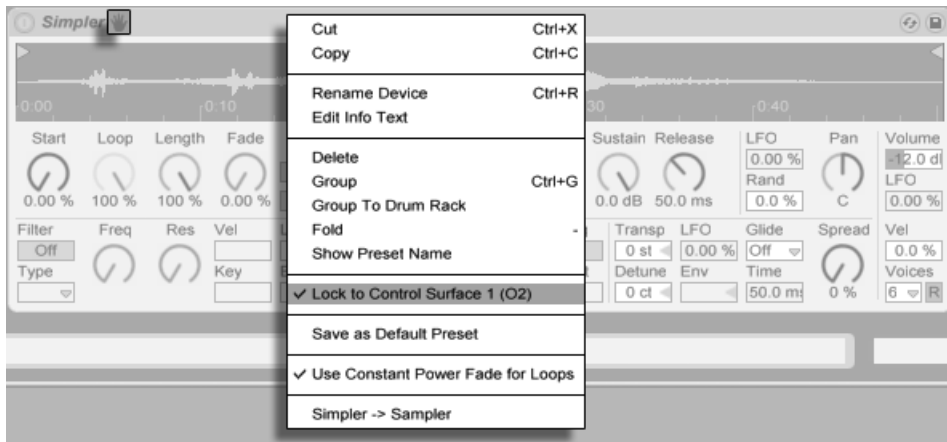 Simpler
Cut Ctrl+X
Copy Ctrl+C
Rename Device Ctrl+R
Edit Info Text
Delete
Group Ctrl+G
Group To Drum Rack
Fold -
Show Preset Name
✓ Lock to Control Surface 1 (O2)
Save as Default Preset
✓ Use Constant Power Fade for Loops
Simpler -> Sampler
0:00 0:10 30 0:40
Start Loop Length Fade
0.00 % 100 % 100 % 0.00 %
Filter Freq Res Vel
Off
Type Key
Sustain Release LFO Pan Volume
0.00 % -12.0
Rand LFO
0.0 dB 50.0 ms 0.0 % C 0.00 %
Transp LFO Glide Spread Vel
0 st 0.00 % Off 0.0 %
Detune Env Time Voices
0 ct 50.0 0 % 6 R